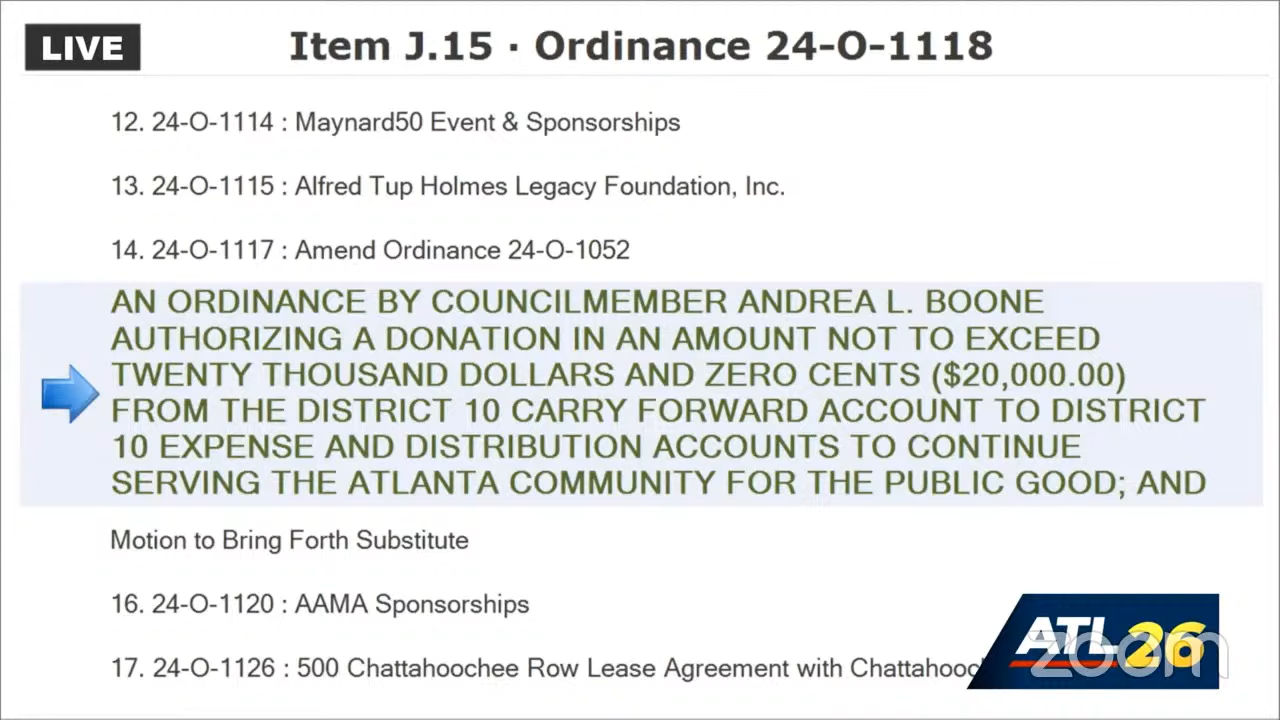 LIVE
Item J.15 · Ordinance 24-O-1118
12. 24-O-1114 : Maynard50 Event & Sponsorships
13. 24-O-1115 : Alfred Tup Holmes Legacy Foundation, Inc.
14. 24-O-1117 : Amend Ordinance 24-O-1052
AN ORDINANCE BY COUNCILMEMBER ANDREA L. BOONE
AUTHORIZING A DONATION IN AN AMOUNT NOT TO EXCEED
TWENTY THOUSAND DOLLARS AND ZERO CENTS ($20,000.00)
FROM THE DISTRICT 10 CARRY FORWARD ACCOUNT TO DISTRICT
10 EXPENSE AND DISTRIBUTION ACCOUNTS TO CONTINUE
SERVING THE ATLANTA COMMUNITY FOR THE PUBLIC GOOD; AND
Motion to Bring Forth Substitute
16. 24-O-1120 : AAMA Sponsorships
17. 24-O-1126 : 500 Chattahoochee Row Lease Agreement with
ATL26
zoom